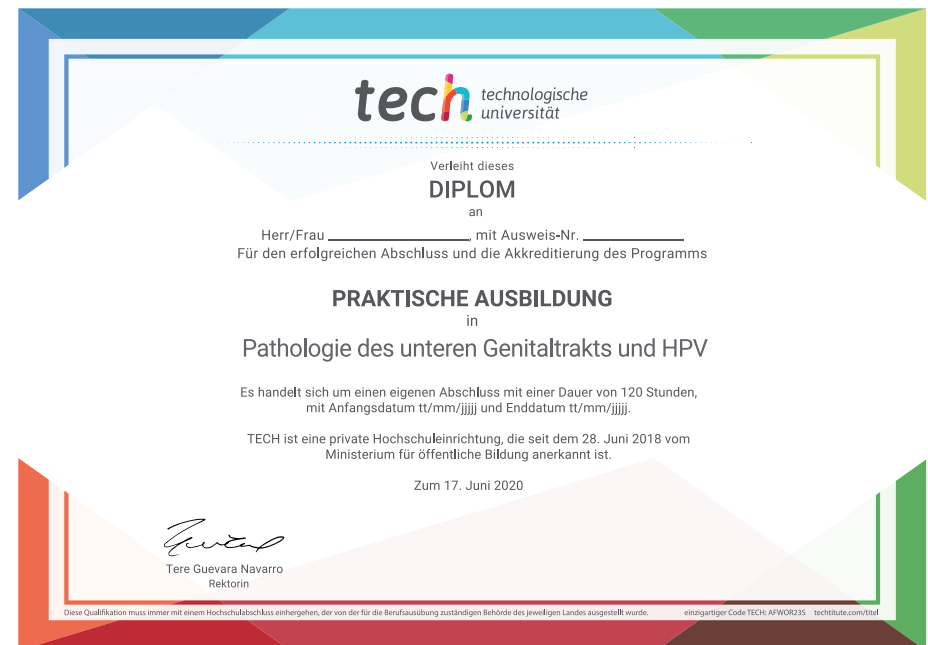 tech technologische
universität
Verleiht dieses
DIPLOM
an
Herr/Frau ____________________, mit Ausweis-Nr. ______________
Für den erfolgreichen Abschluss und die Akkreditierung des Programms
PRAKTISCHE AUSBILDUNG
in
Pathologie des unteren Genitaltrakts und HPV
Es handelt sich um einen eigenen Abschluss mit einer Dauer von 120 Stunden,
mit Anfangsdatum tt/mm/jjjjj und Enddatum tt/mm/jjjjj.
TECH ist eine private Hochschuleinrichtung, die seit dem 28. Juni 2018 vom
Ministerium für öffentliche Bildung anerkannt ist.
Zum 17. Juni 2020
Tere Guevara Navarro
Rektorin
Diese Qualifikation muss immer mit einem Hochschulabschluss einhergehen, der von der für die Berufsausübung zuständigen Behörde des jeweiligen Landes ausgestellt wurde. einzigartiger Code TECH: AFWOR23S techtitute.com/titel